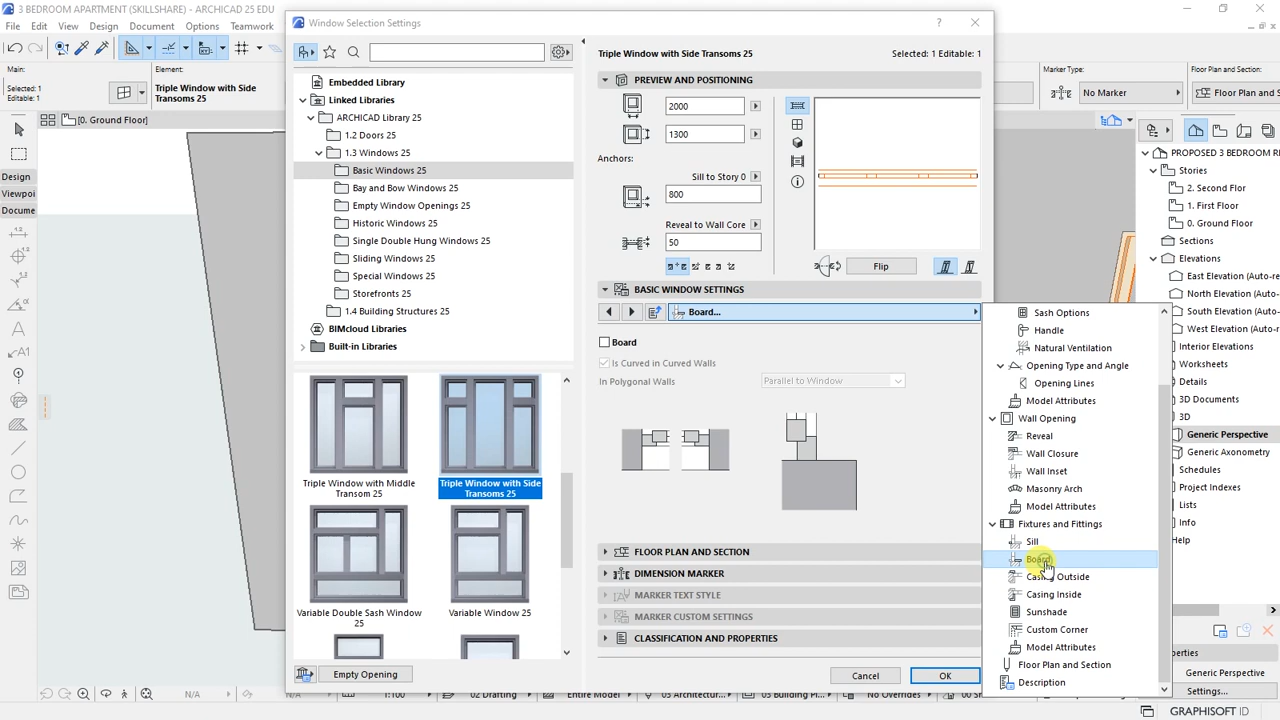 3 BEDROOM APARTMENT (SKILLSHARE) - ARCHICAD 25 EDU
File Edit View Design Document Options Teamwork
Main:
Selected: 1
Editable: 1
Element:
Triple Window with Side
Transoms 25
[0. Ground Floor]
Design
Viewpoi
Docume
Window Selection Settings
Embedded Library
Linked Libraries
ARCHICAD Library 25
1.2 Doors 25
1.3 Windows 25
Basic Windows 25
Bay and Bow Windows 25
Empty Window Openings 25
Historic Windows 25
Single Double Hung Windows 25
Sliding Windows 25
Special Windows 25
Storefronts 25
1.4 Building Structures 25
BIMcloud Libraries
Built-in Libraries
Triple Window with Middle
Transom 25
Triple Window with Side
Transoms 25
Variable Double Sash Window
25
Variable Window 25
Empty Opening
Triple Window with Side Transoms 25
Selected: 1 Editable: 1
PREVIEW AND POSITIONING
2000
1300
Anchors:
Sill to Story 0
800
Reveal to Wall Core
50
Flip
BASIC WINDOW SETTINGS
Board...
Board
Is Curved in Curved Walls
In Polygonal Walls
Parallel to Window
FLOOR PLAN AND SECTION
DIMENSION MARKER
MARKER TEXT STYLE
MARKER CUSTOM SETTINGS
CLASSIFICATION AND PROPERTIES
Cancel
OK
Sash Options
Handle
Natural Ventilation
Opening Type and Angle
Opening Lines
Model Attributes
Wall Opening
Reveal
Wall Closure
Wall Inset
Masonry Arch
Model Attributes
Fixtures and Fittings
Sill
Board
Casing Outside
Casing Inside
Sunshade
Custom Corner
Model Attributes
Floor Plan and Section
Description
Marker Type:
No Marker
Floor Plan and Section:
Floor Plan and S
PROPOSED 3 BEDROOM RE
Stories
2. Second Flor
1. First Floor
0. Ground Floor
Sections
Elevations
East Elevation (Auto-re
North Elevation (Auto-
South Elevation (Auto-
West Elevation (Auto-r
Interior Elevations
Worksheets
Details
3D Documents
3D
Generic Perspective
Generic Axonometry
Schedules
Project Indexes
Lists
Info
Help
Generic Perspective
Settings...
N/A
N/A
1:100
02 Drafting
Entire Model
03 Architectur...
03 Building Pl...
No Overrides
GRAPHISOFT ID